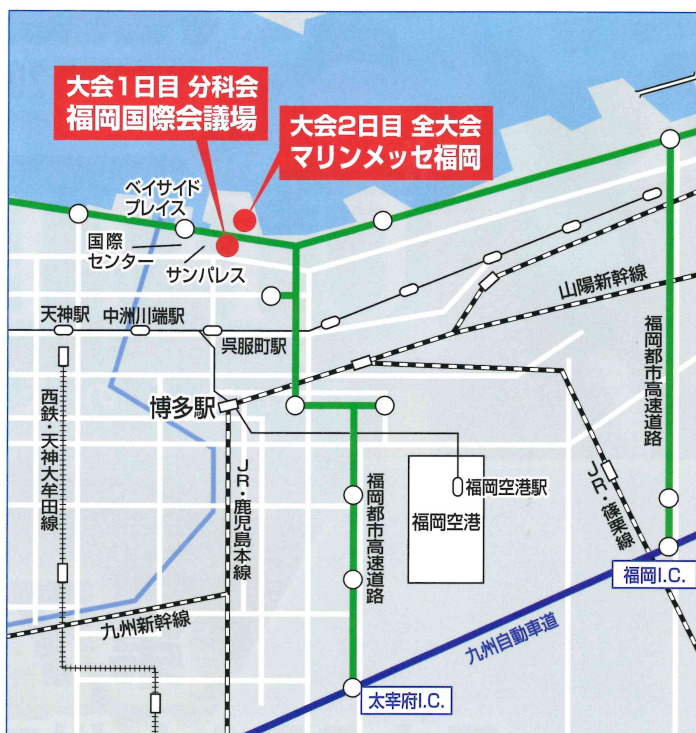 大会1日目 分科会
福岡国際会議場
大会2日目 全大会
マリンメッセ福岡
ベイサイド
プレイス
国際
センター
サンパレス
天神駅
中洲川端駅
呉服町駅
山陽新幹線
福岡都市高速道路
博多駅
西鉄・天神大牟田線
JR・鹿児島本線
福岡都市高速道路
福岡空港駅
福岡空港
JR・篠栗線
福岡I.C.
九州新幹線
九州自動車道
太宰府I.C.